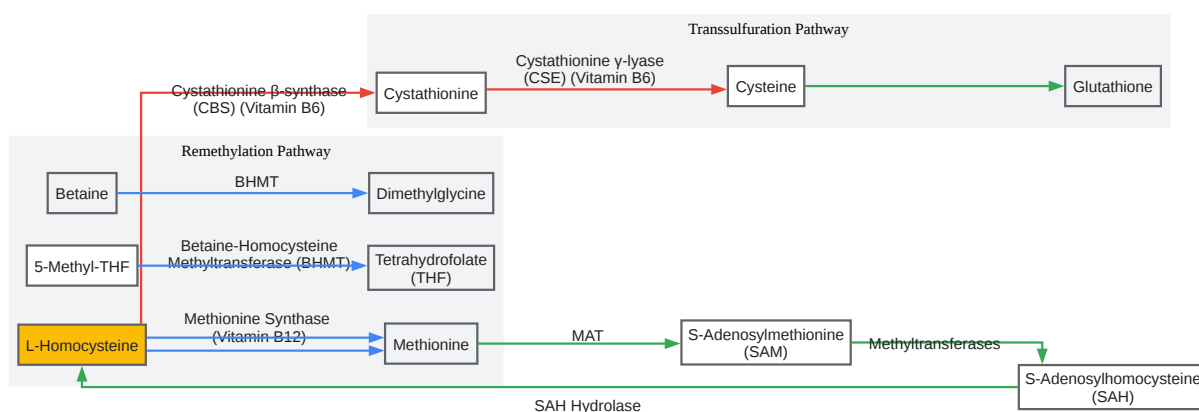 Transsulfuration Pathway
Cystathionine β-synthase
(CBS) (Vitamin B6)
Cystathionine
Cystathionine γ-lyase
(CSE) (Vitamin B6)
Cysteine
Glutathione
Remethylation Pathway
Betaine
BHMT
Dimethylglycine
5-Methyl-THF
Betaine-Homocysteine
Methyltransferase (BHMT)
Tetrahydrofolate
(THF)
L-Homocysteine
Methionine Synthase
(Vitamin B12)
Methionine
MAT
S-Adenosylmethionine
(SAM)
Methyltransferases
S-Adenosylhomocysteine
(SAH)
SAH Hydrolase